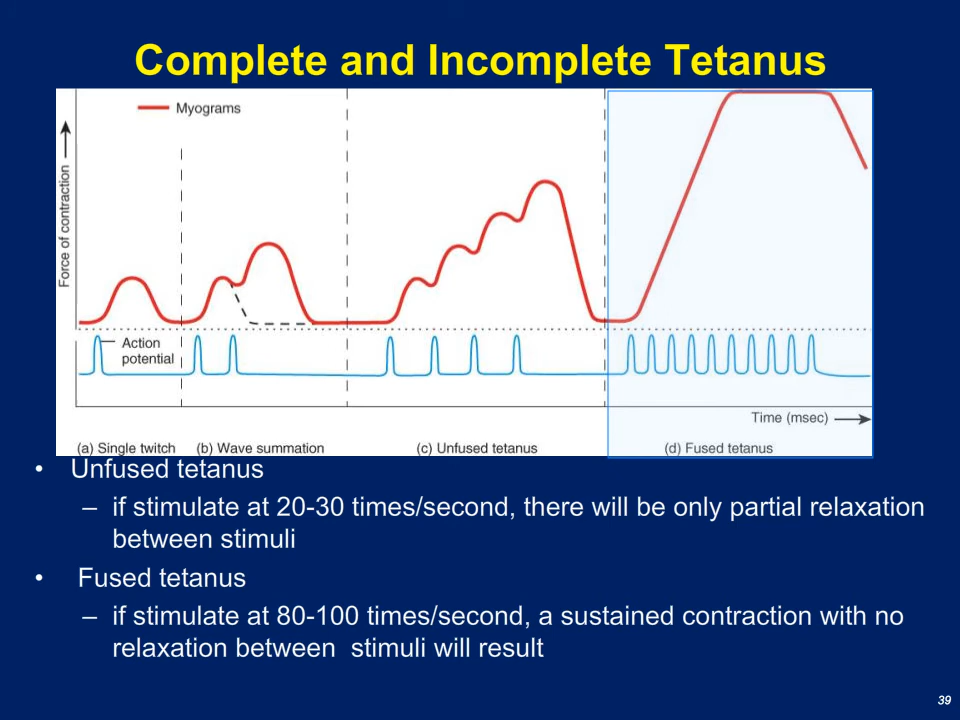 Complete and Incomplete Tetanus
Myograms
Force of contraction
Action
potential
Time (msec)
(a) Single twitch
(b) Wave summation
(c) Unfused tetanus
(d) Fused tetanus
• Unfused tetanus
– if stimulate at 20-30 times/second, there will be only partial relaxation
between stimuli
• Fused tetanus
– if stimulate at 80-100 times/second, a sustained contraction with no
relaxation between  stimuli will result
39